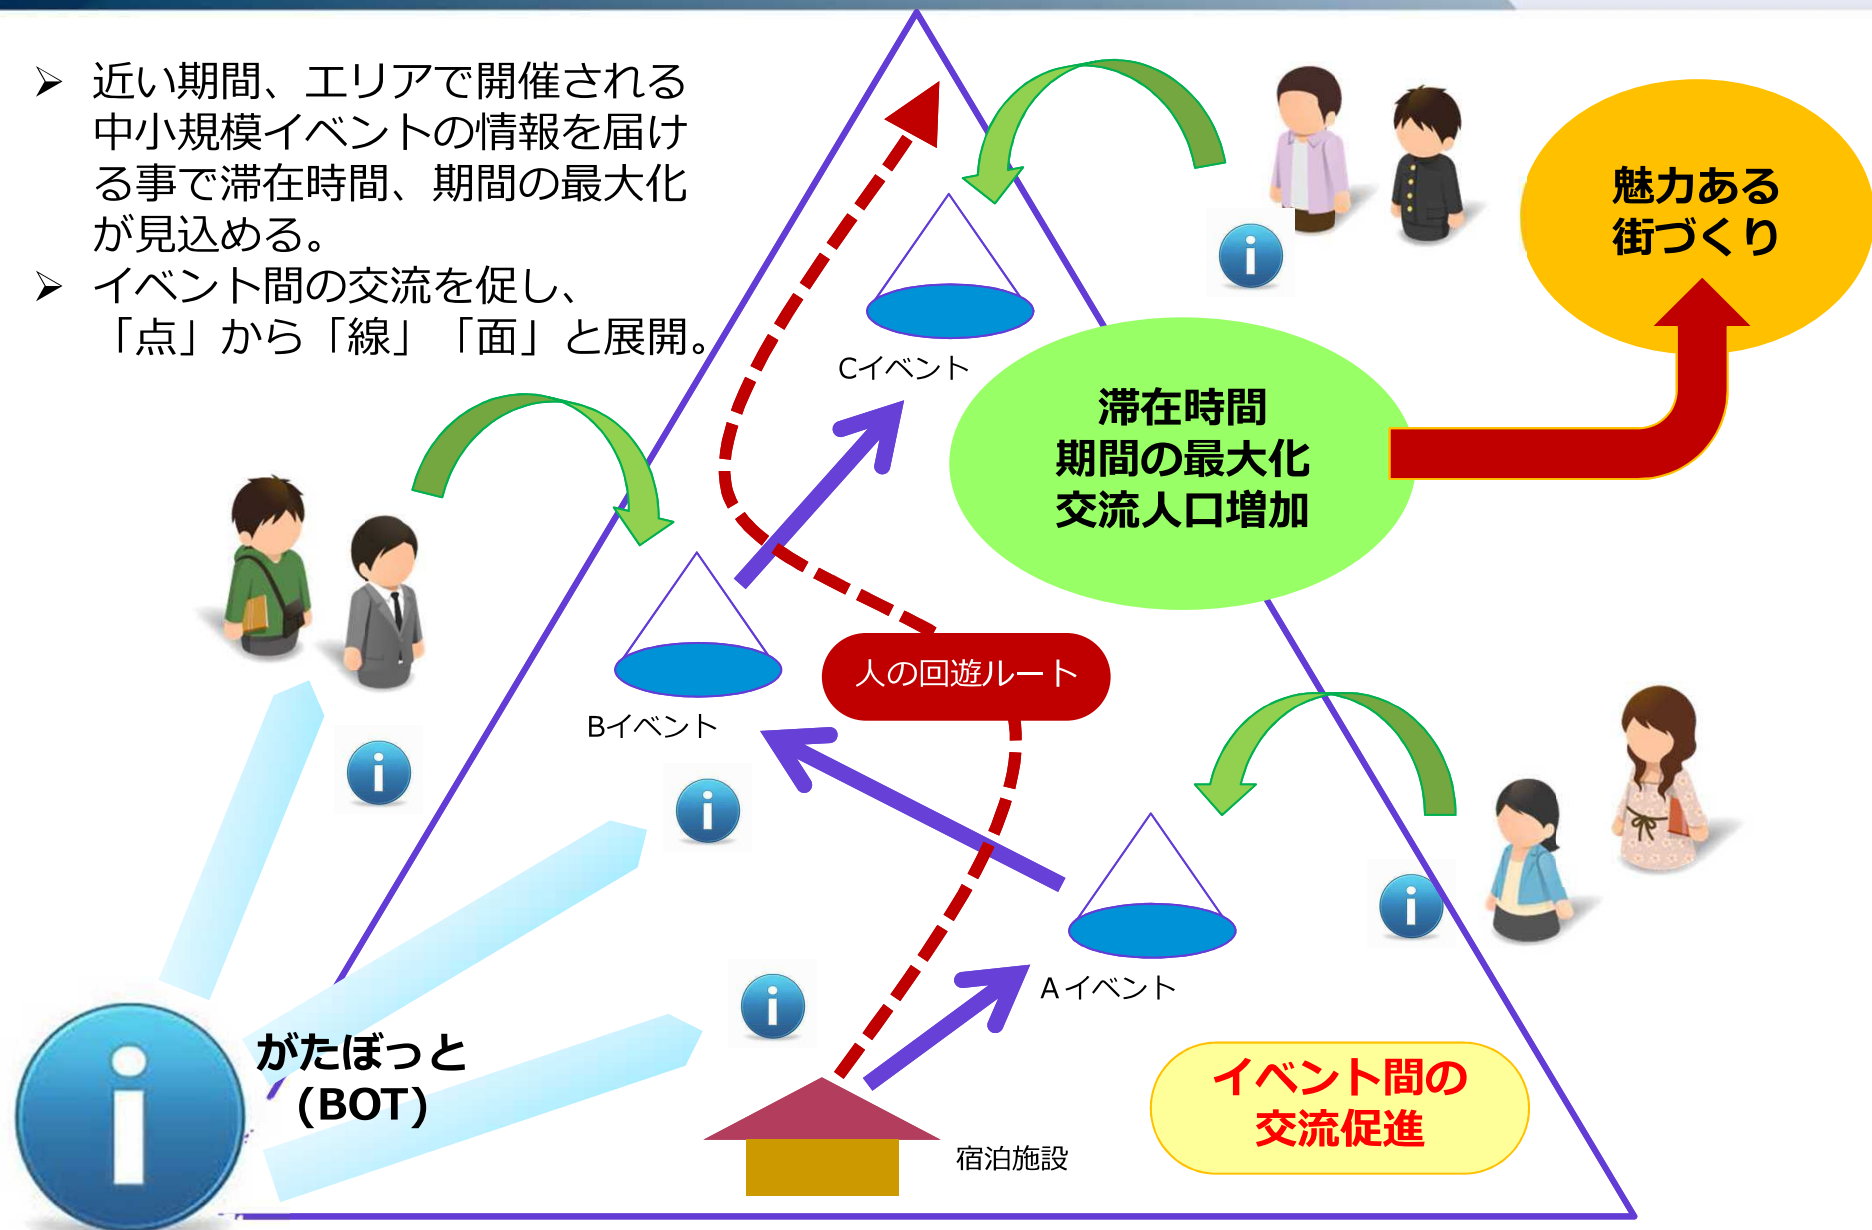 ➢ 近い期間、エリアで開催される
中小規模イベントの情報を届け
る事で滞在時間、期間の最大化
が見込める。
➢ イベント間の交流を促し、
「点」から「線」「面」と展開。
魅力ある
街づくり
Cイベント
滞在時間
期間の最大化
交流人口増加
人の回遊ルート
Bイベント
A イベント
がたぼっと
(BOT)
イベント間の
交流促進
宿泊施設
i
i
i
i
i
i